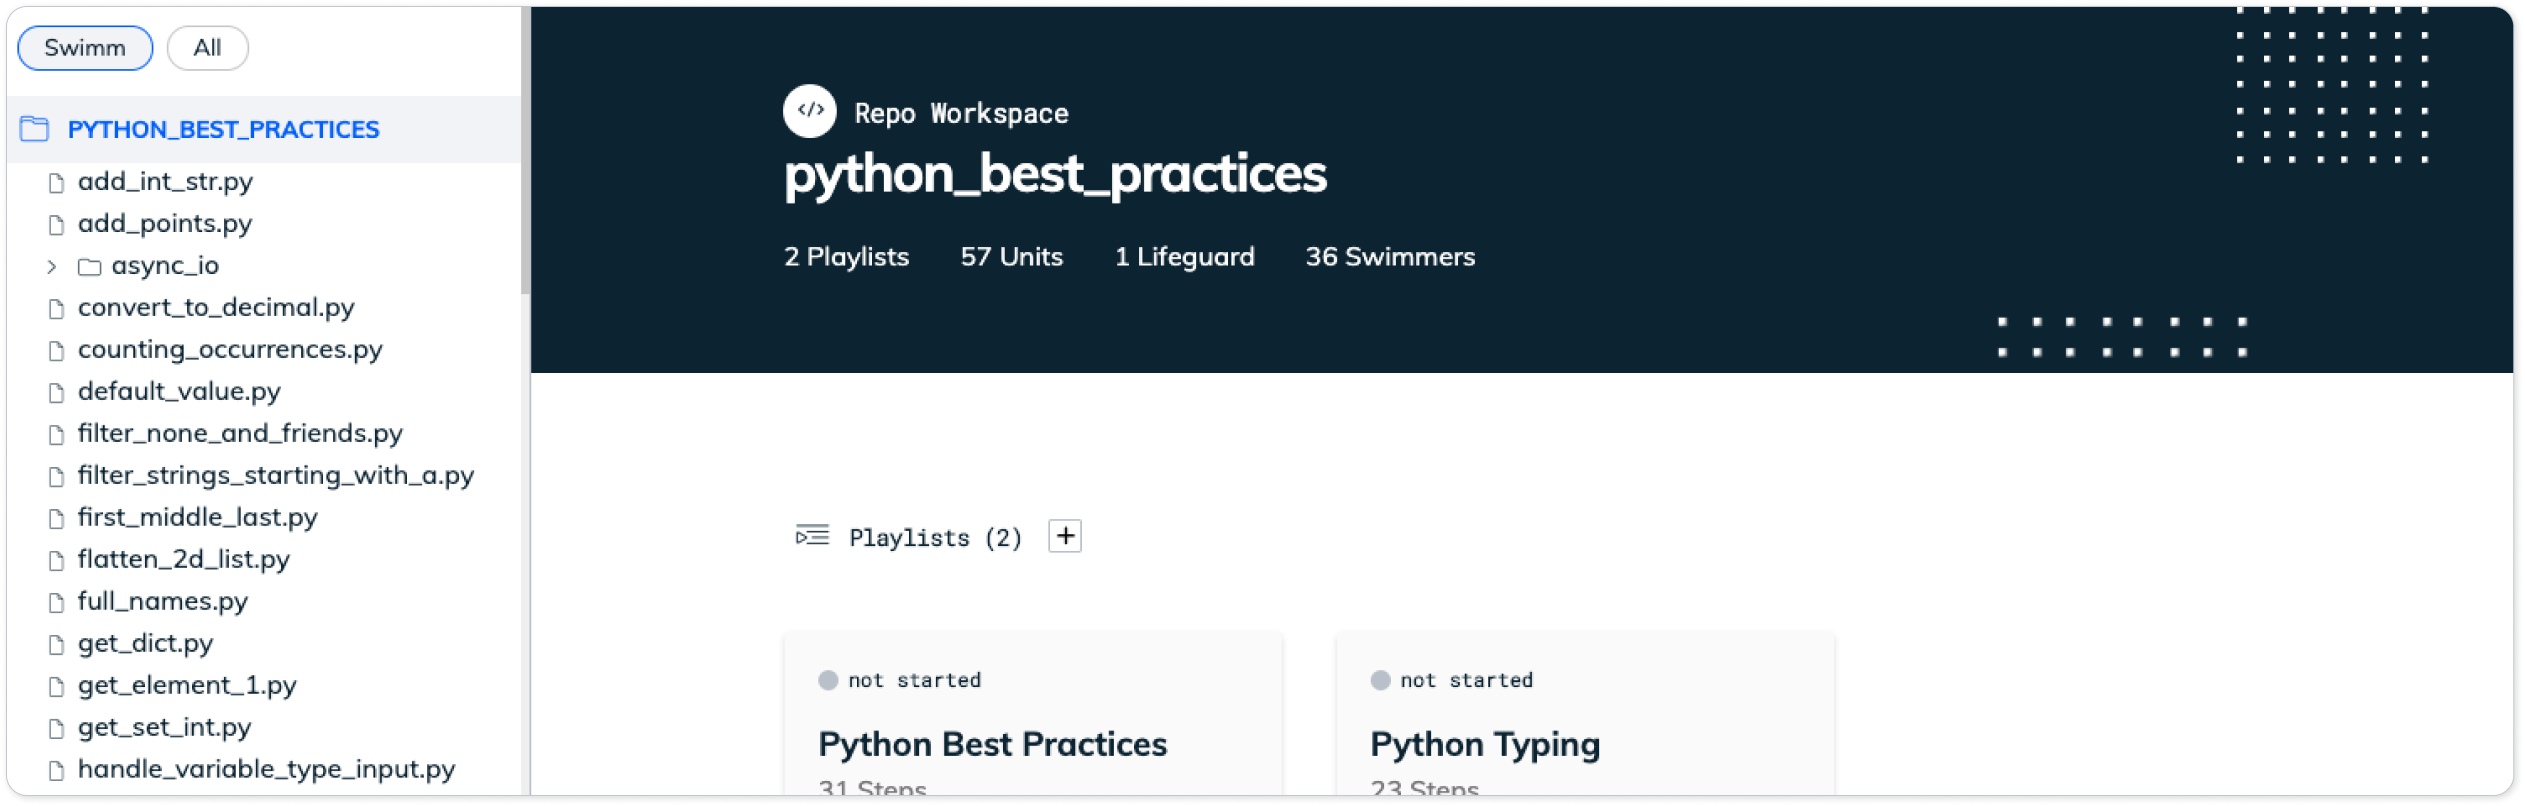 Swimm All
PYTHON_BEST_PRACTICES
add_int_str.py
add_points.py
async_io
convert_to_decimal.py
counting_occurrences.py
default_value.py
filter_none_and_friends.py
filter_strings_starting_with_a.py
first_middle_last.py
flatten_2d_list.py
full_names.py
get_dict.py
get_element_1.py
get_set_int.py
handle_variable_type_input.py
</> Repo Workspace
python_best_practices
2 Playlists 57 Units 1 Lifeguard 36 Swimmers
Playlists (2) +
not started
Python Best Practices
31 Steps
not started
Python Typing
23 Steps